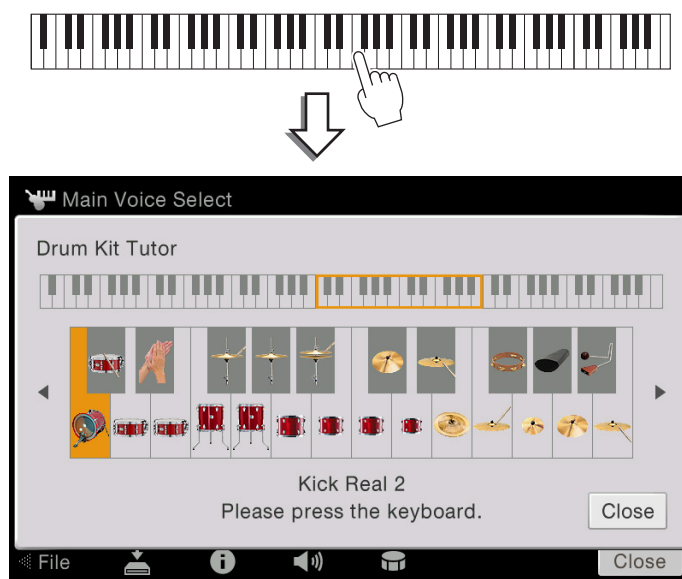 Main Voice Select
Drum Kit Tutor
Kick Real 2
Please press the keyboard.
Close
File
Close